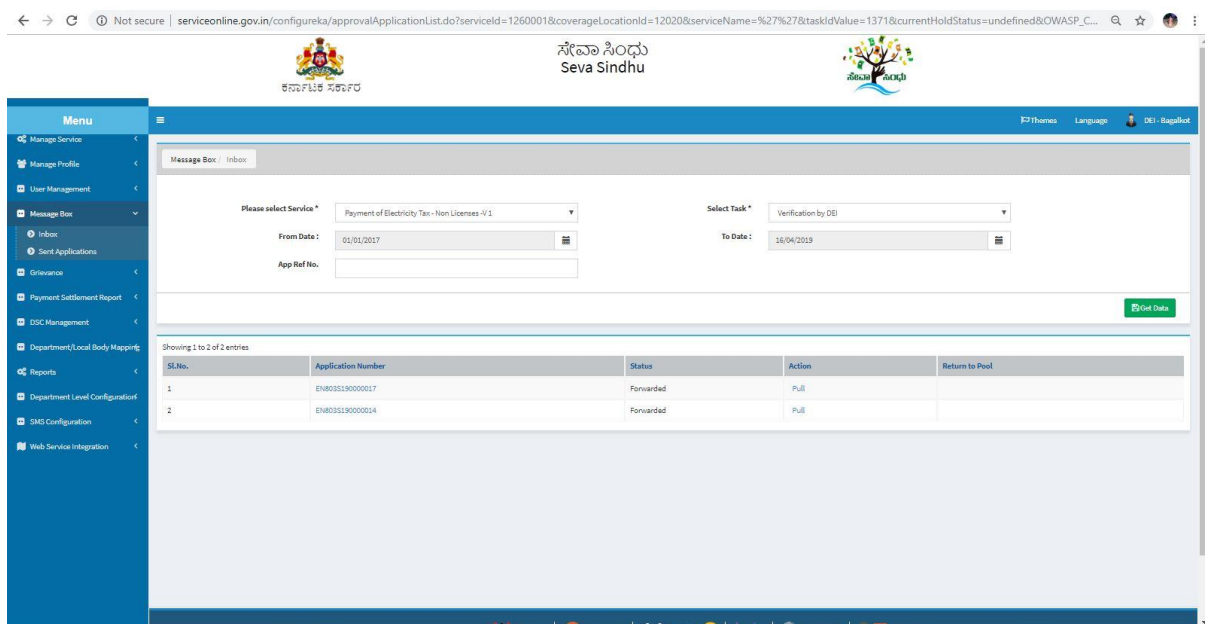 Not secure | serviceonline.gov.in/configureka/approvalApplicationList.do?serviceId=1260001&coverageLocationId=12020&serviceName=%27%27&taskIdValue=1371&currentHoldStatus=undefined&OWASP_C...
ಕರ್ನಾಟಕ ಸರ್ಕಾರ
ಸೇವಾ ಸಿಂಧು
Seva Sindhu
ಸೇವಾ ಸಿಂಧು
Menu
Themes Language DEI - Bagalkot
Manage Service
Manage Profile
User Management
Message Box
Inbox
Sent Applications
Grievance
Payment Settlement Report
DSC Management
Department/Local Body Mapping
Reports
Department Level Configuration
SMS Configuration
Web Service Integration
Message Box / Inbox
Please select Service * Payment of Electricity Tax - Non Licenses -V 1 Select Task * Verification by DEI
From Date : 01/01/2017 To Date : 16/04/2019
App Ref No.
Get Data
Showing 1 to 2 of 2 entries
Sl.No. Application Number Status Action Return to Pool
1 EN803S190000017 Forwarded Pull
2 EN803S190000014 Forwarded Pull